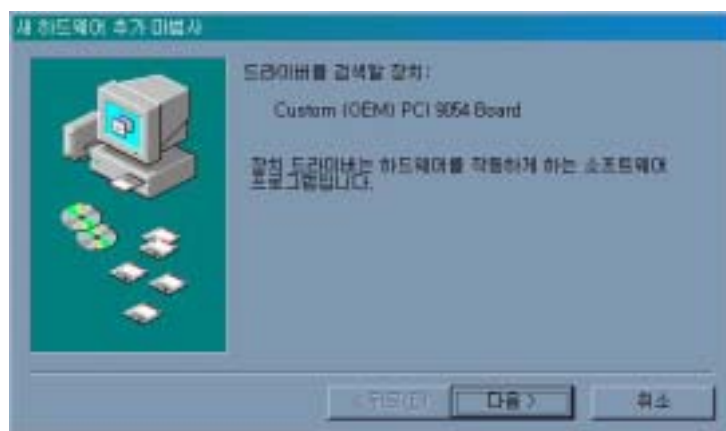 새 하드웨어 추가 마법사
드라이버를 검색할 장치:
Custom (OEM) PCI 9054 Board
장치 드라이버는 하드웨어를 작동하게 하는 소프트웨어
프로그램입니다.
< 뒤로(B)
다음 >
취소